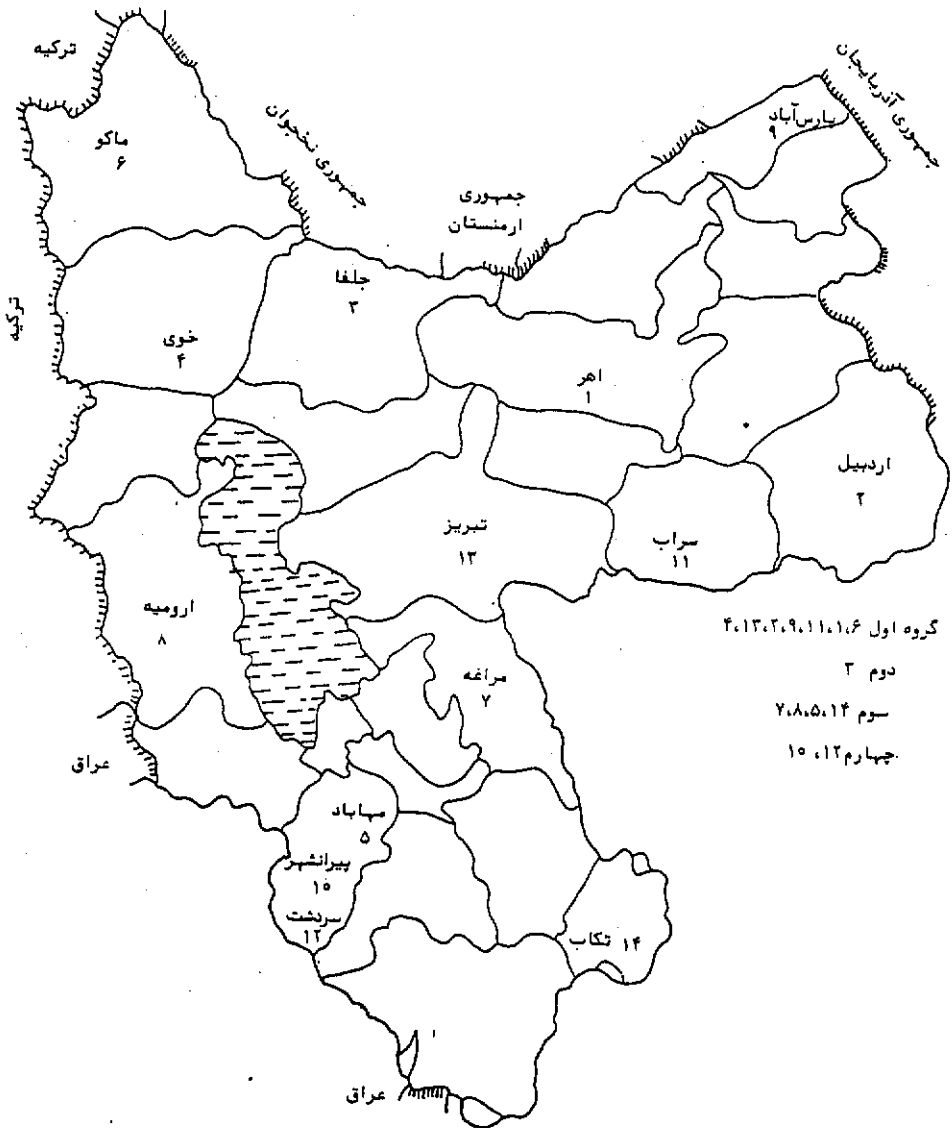 ترکیه
جمهوری آذربایجان
پارس‌آباد
۹
ماکو
۶
جمهوری نخجوان
جمهوری
ارمنستان
جلفا
۳
ترکیه
خوی
۴
اهر
۱
اردبیل
۲
تبریز
۱۳
سراب
۱۱
ارومیه
۸
گروه اول ۴،۱۳،۲،۹،۱۱،۱،۶
دوم ۳
سوم ۷،۸،۵،۱۴
چهارم ۱۲، ۱۵
مراغه
۷
عراق
مهاباد
۵
پیرانشهر
۱۵
سردشت
۱۲
۱۴ تکاب
عراق